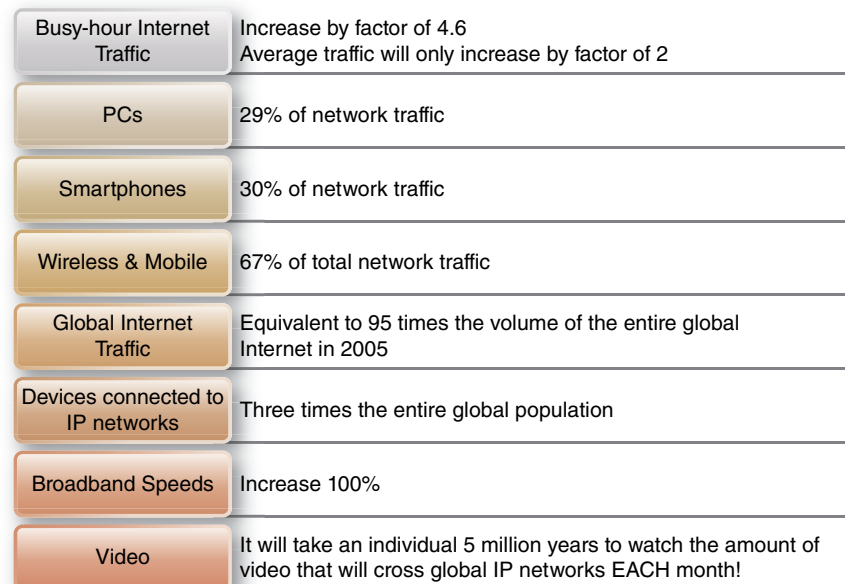 Busy-hour Internet
Traffic
Increase by factor of 4.6
Average traffic will only increase by factor of 2
PCs
29% of network traffic
Smartphones
30% of network traffic
Wireless & Mobile
67% of total network traffic
Global Internet
Traffic
Equivalent to 95 times the volume of the entire global
Internet in 2005
Devices connected to
IP networks
Three times the entire global population
Broadband Speeds
Increase 100%
Video
It will take an individual 5 million years to watch the amount of
video that will cross global IP networks EACH month!